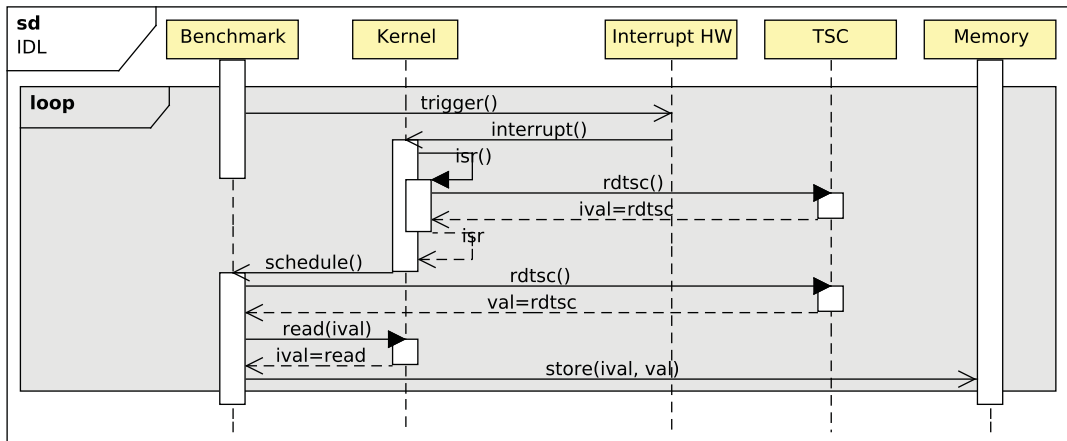 sd
IDL
Benchmark
Kernel
Interrupt HW
TSC
Memory
loop
trigger()
interrupt()
isr()
rdtsc()
ival=rdtsc
isr
schedule()
rdtsc()
val=rdtsc
read(ival)
ival=read
store(ival, val)